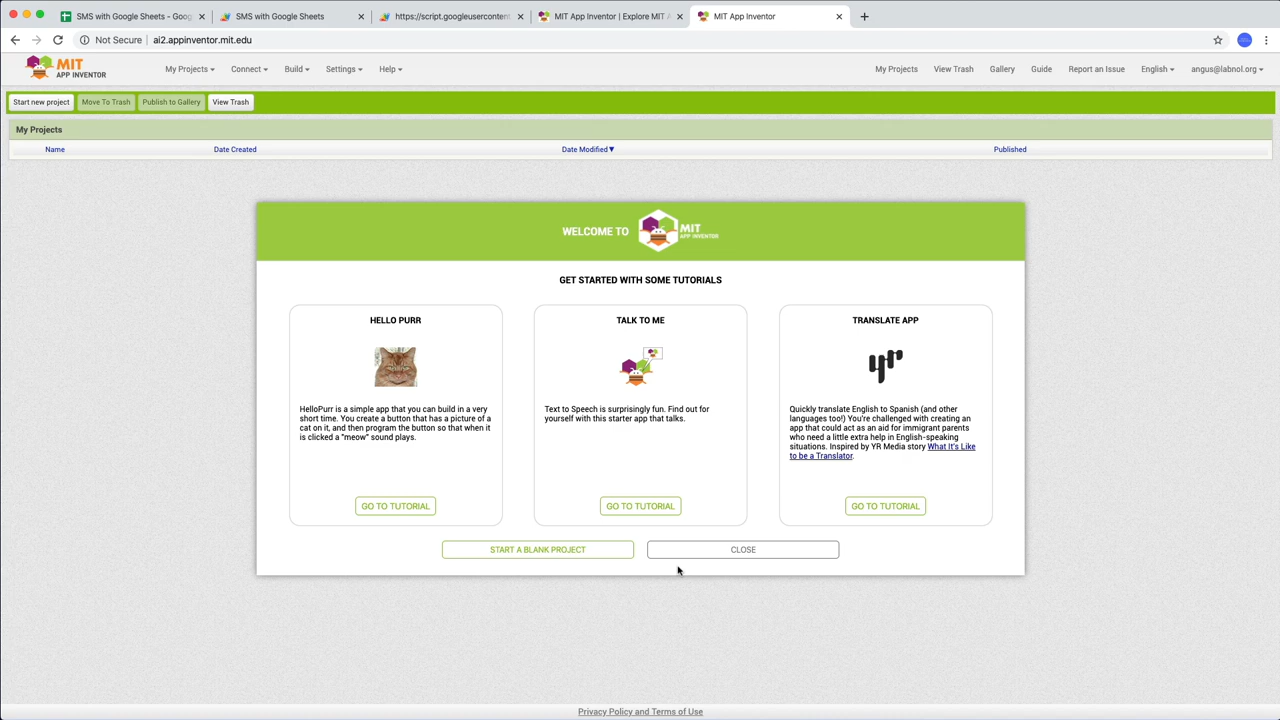 SMS with Google Sheets - Goog
SMS with Google Sheets
https://script.googleusercontent
MIT App Inventor | Explore MIT A
MIT App Inventor
Not Secure
ai2.appinventor.mit.edu
MIT
APP INVENTOR
My Projects
Connect
Build
Settings
Help
My Projects
View Trash
Gallery
Guide
Report an Issue
English
angus@labnol.org
Start new project
Move To Trash
Publish to Gallery
View Trash
My Projects
Name
Date Created
Date Modified▼
Published
WELCOME TO
MIT
APP INVENTOR
GET STARTED WITH SOME TUTORIALS
HELLO PURR
HelloPurr is a simple app that you can build in a very
short time. You create a button that has a picture of a
cat on it, and then program the button so that when it
is clicked a "meow" sound plays.
GO TO TUTORIAL
TALK TO ME
Text to Speech is surprisingly fun. Find out for
yourself with this starter app that talks.
GO TO TUTORIAL
TRANSLATE APP
Quickly translate English to Spanish (and other
languages too!) You're challenged with creating an
app that could act as an aid for immigrant parents
who need a little extra help in English-speaking
situations. Inspired by YR Media story What It's Like
to be a Translator.
GO TO TUTORIAL
START A BLANK PROJECT
CLOSE
Privacy Policy and Terms of Use